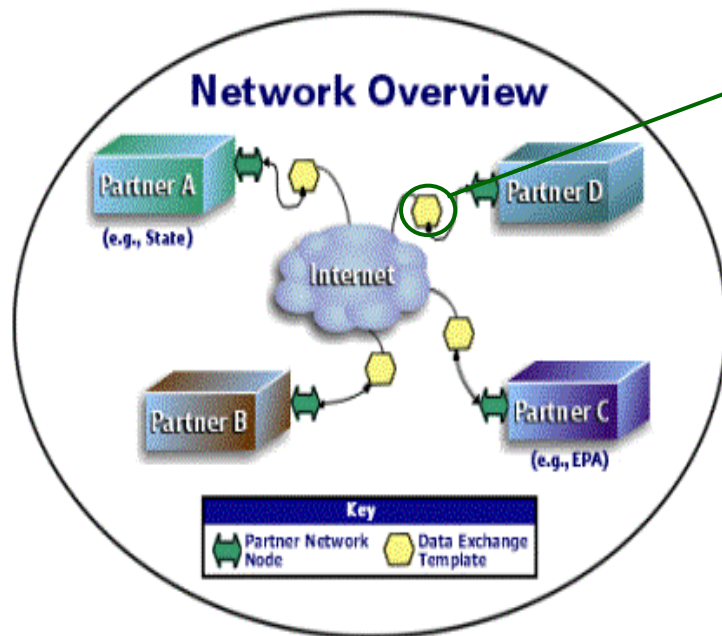 Network Overview
Partner A
(e.g., State)
Partner D
Internet
Partner B
Partner C
(e.g., EPA)
Key
Partner Network
Node
Data Exchange
Template